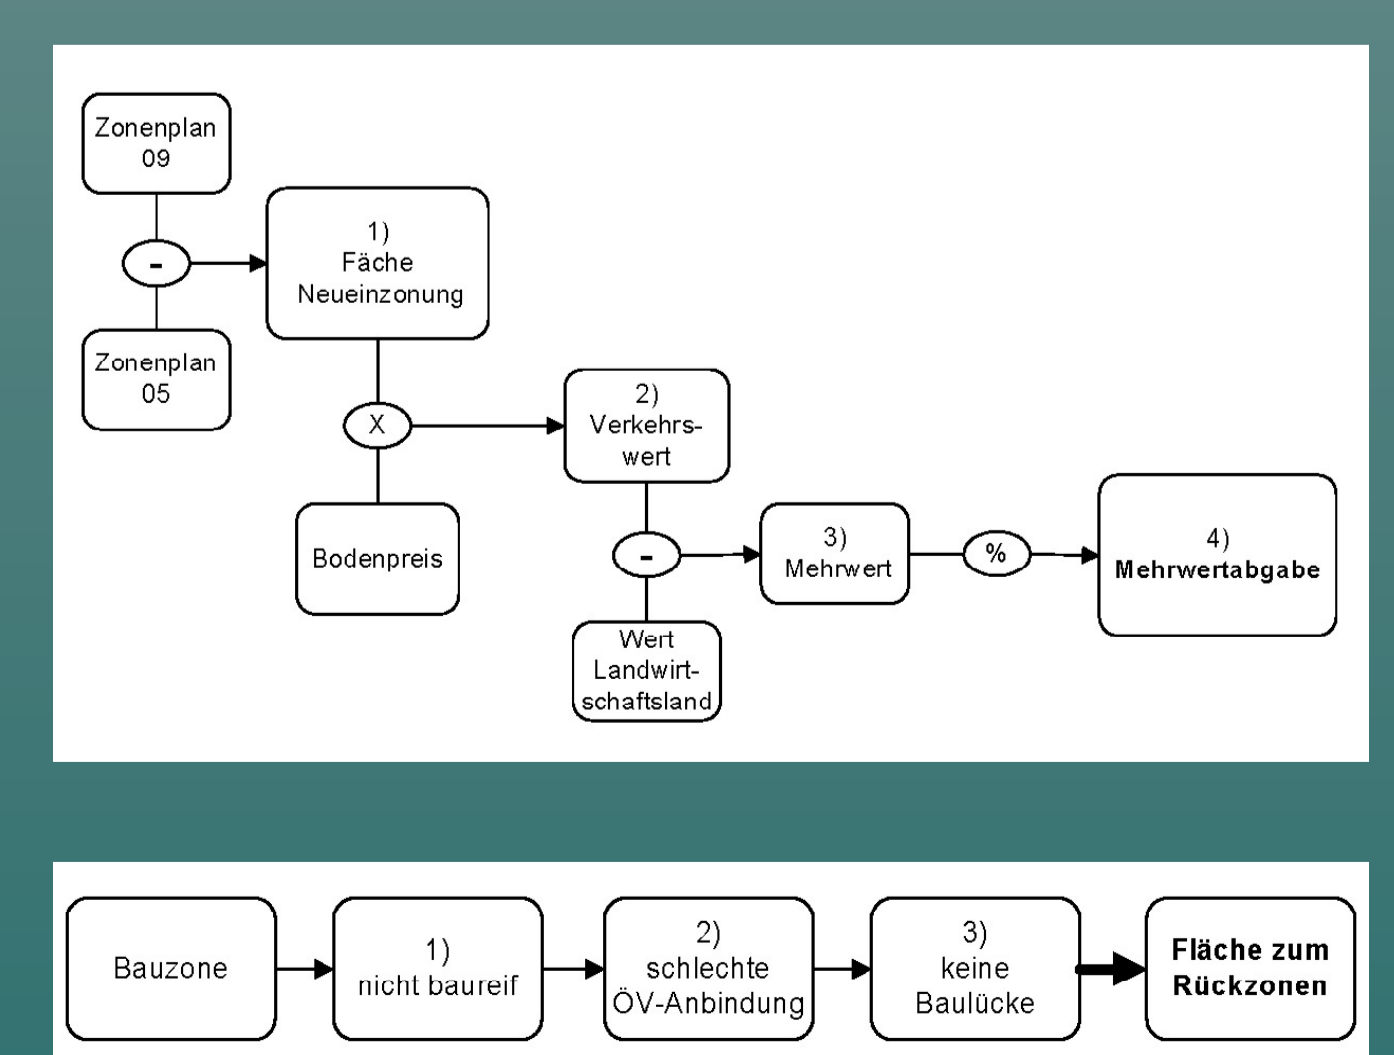 Zonenplan
09
-
Zonenplan
05
1)
Fäche
Neueinzonung
X
Bodenpreis
2)
Verkehrs-
wert
-
Wert
Landwirt-
schaftsland
3)
Mehrwert
%
4)
Mehrwertabgabe
Bauzone
1)
nicht baureif
2)
schlechte
ÖV-Anbindung
3)
keine
Baulücke
Fläche zum
Rückzonen